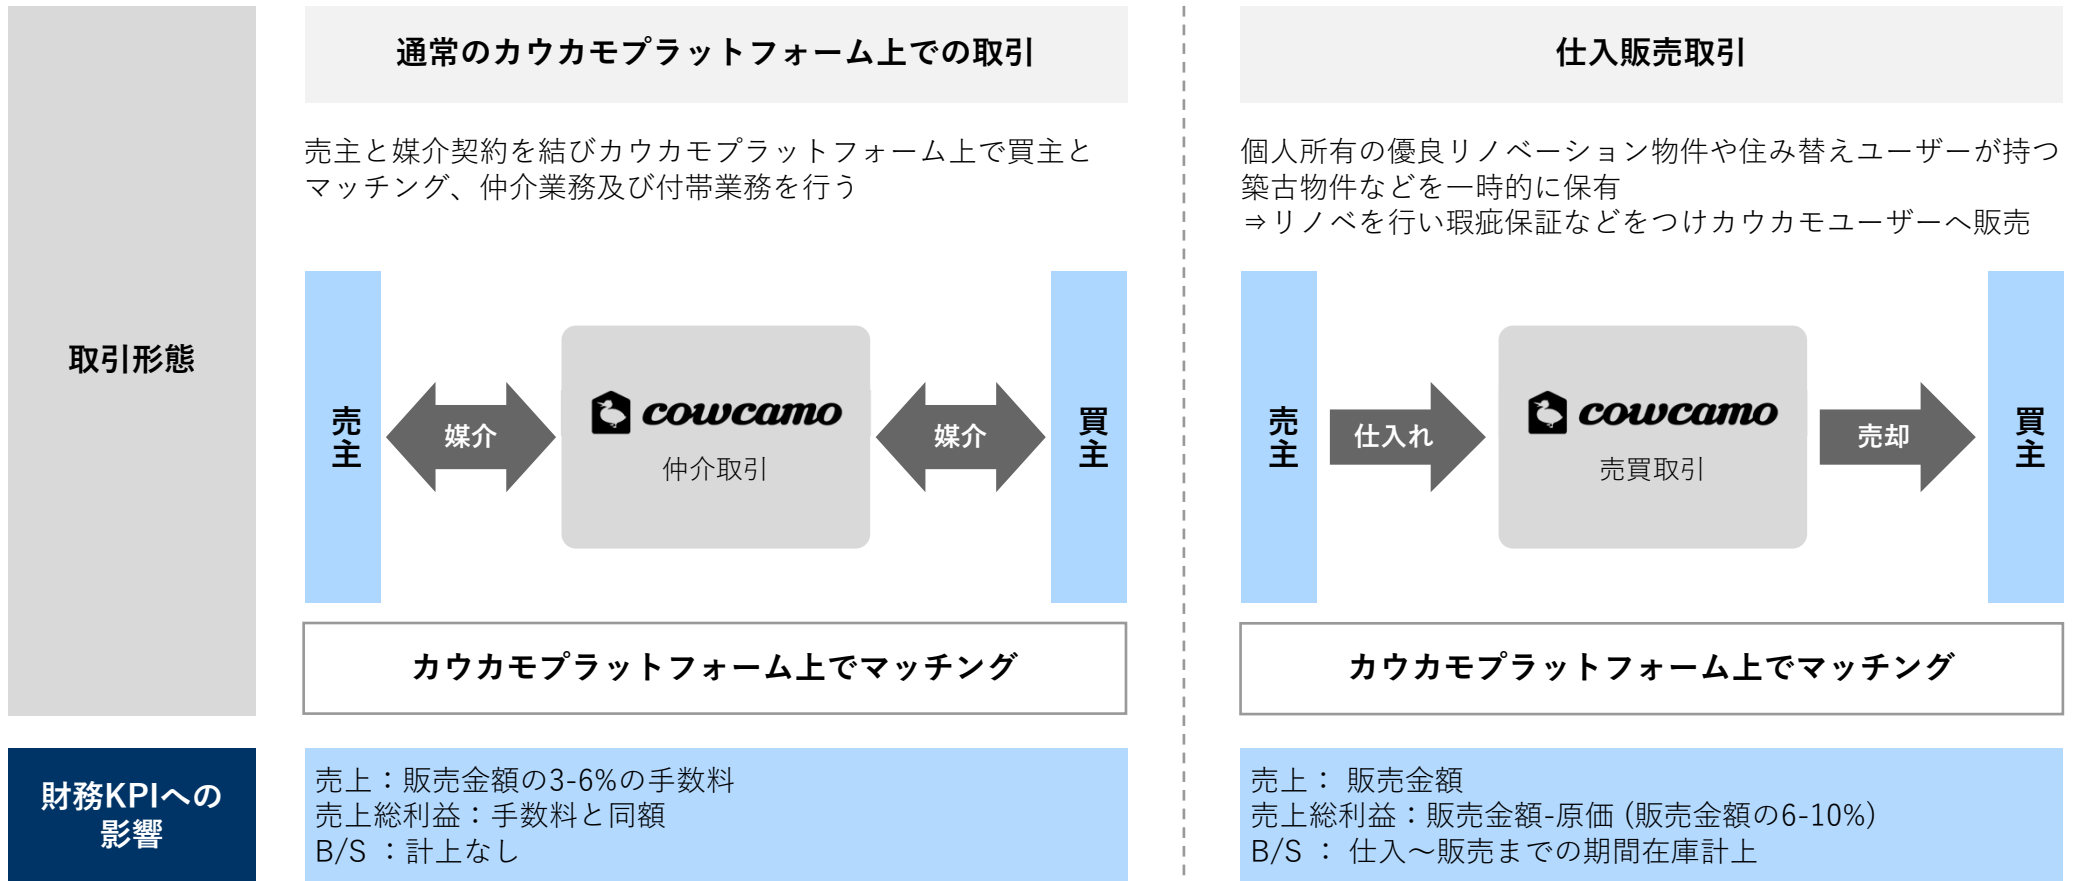 取引形態
通常のカウカモプラットフォーム上での取引
売主と媒介契約を結びカウカモプラットフォーム上で買主と
マッチング、仲介業務及び付帯業務を行う
売主
媒介
cowcamo
仲介取引
媒介
買主
カウカモプラットフォーム上でマッチング
仕入販売取引
個人所有の優良リノベーション物件や住み替えユーザーが持つ
築古物件などを一時的に保有
⇒リノベを行い瑕疵保証などをつけカウカモユーザーへ販売
売主
仕入れ
cowcamo
売買取引
売却
買主
カウカモプラットフォーム上でマッチング
財務KPIへの
影響
売上：販売金額の3-6%の手数料
売上総利益：手数料と同額
B/S ：計上なし
売上： 販売金額
売上総利益：販売金額-原価 (販売金額の6-10%)
B/S ： 仕入～販売までの期間在庫計上